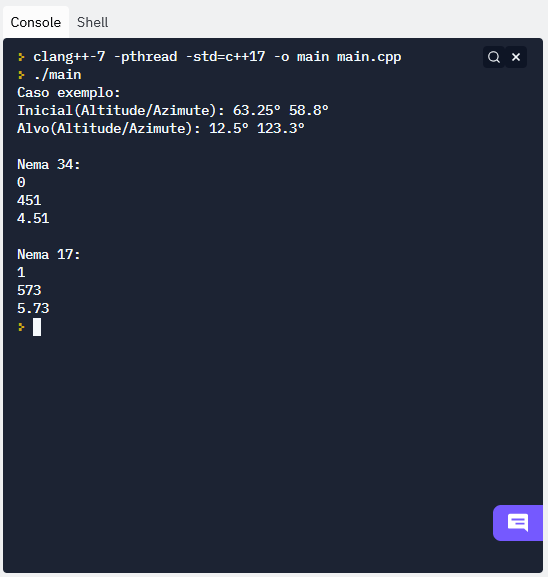 Console Shell
clang++-7 -pthread -std=c++17 -o main main.cpp
./main
Caso exemplo:
Inicial(Altitude/Azimute): 63.25° 58.8°
Alvo(Altitude/Azimute): 12.5° 123.3°
Nema 34:
0
451
4.51
Nema 17:
1
573
5.73